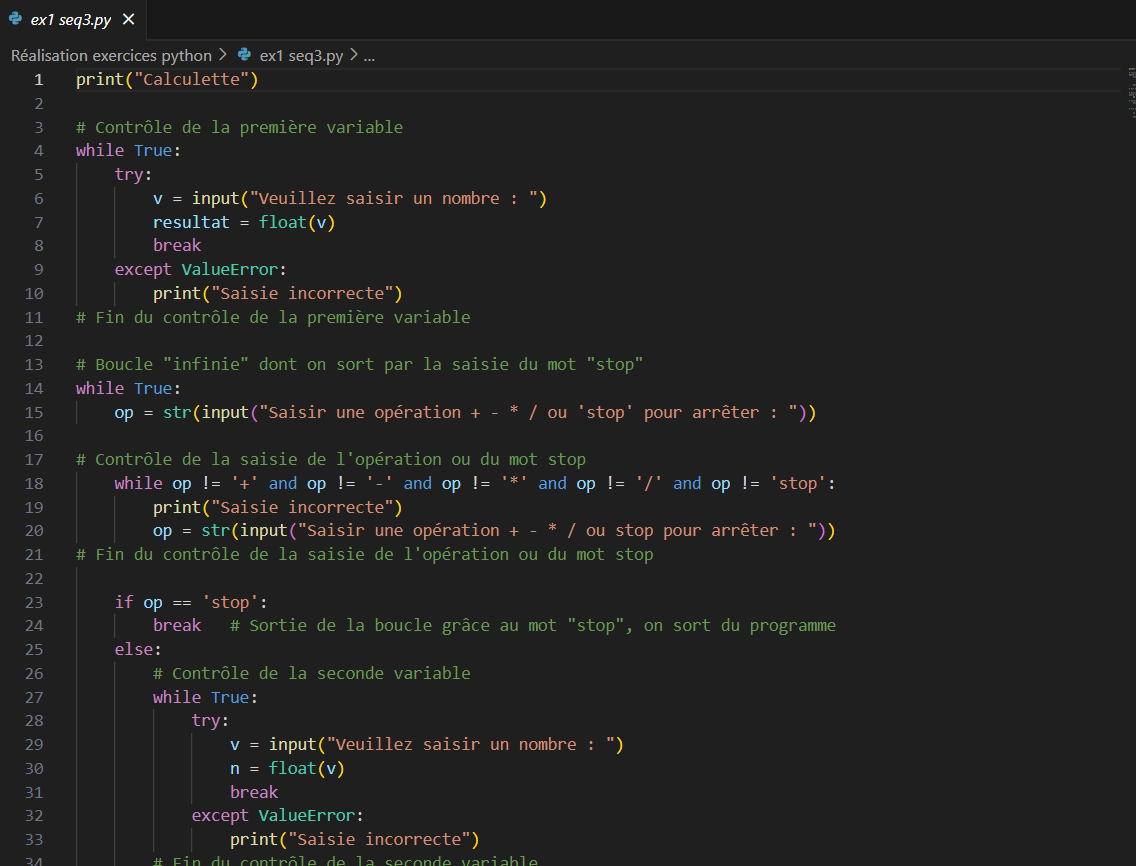 ex1 seq3.py
Réalisation exercices python > ex1 seq3.py > ...
1 print("Calculette")
2
3 # Contrôle de la première variable
4 while True:
5     try:
6         v = input("Veuillez saisir un nombre : ")
7         resultat = float(v)
8         break
9     except ValueError:
10         print("Saisie incorrecte")
11 # Fin du contrôle de la première variable
12
13 # Boucle "infinie" dont on sort par la saisie du mot "stop"
14 while True:
15     op = str(input("Saisir une opération + - * / ou 'stop' pour arrêter : "))
16
17 # Contrôle de la saisie de l'opération ou du mot stop
18     while op != '+' and op != '-' and op != '*' and op != '/' and op != 'stop':
19         print("Saisie incorrecte")
20         op = str(input("Saisir une opération + - * / ou stop pour arrêter : "))
21 # Fin du contrôle de la saisie de l'opération ou du mot stop
22
23     if op == 'stop':
24         break   # Sortie de la boucle grâce au mot "stop", on sort du programme
25     else:
26         # Contrôle de la seconde variable
27         while True:
28             try:
29                 v = input("Veuillez saisir un nombre : ")
30                 n = float(v)
31                 break
32             except ValueError:
33                 print("Saisie incorrecte")
34         # Fin du contrôle de la seconde variable